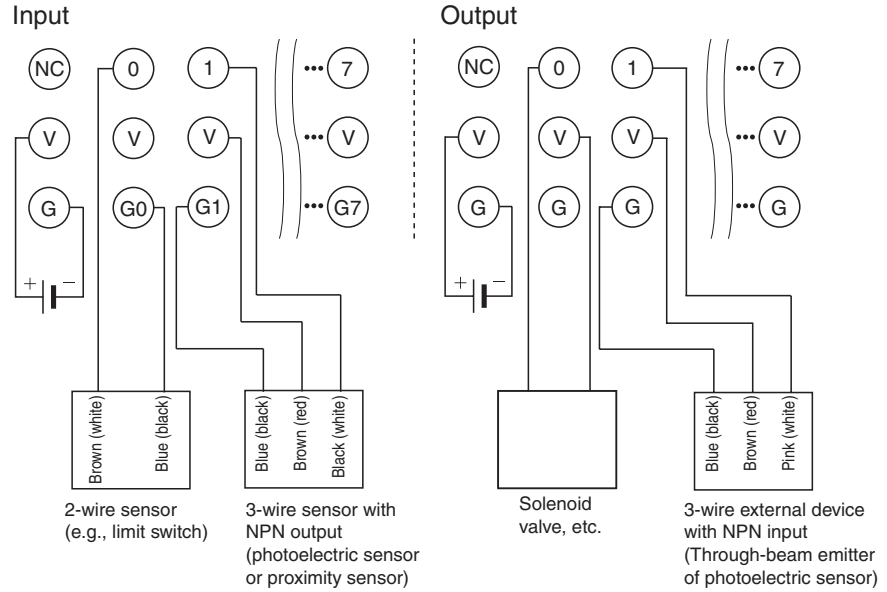 Input
Output
NC 0 1 ••• 7
NC 0 1 ••• 7
V V V ••• V
V V V ••• V
G G0 G1 ••• G7
G G G ••• G
+ −
+ −
Brown (white)
Blue (black)
Blue (black)
Brown (red)
Black (white)
Blue (black)
Brown (red)
Pink (white)
2-wire sensor
(e.g., limit switch)
3-wire sensor with
NPN output
(photoelectric sensor
or proximity sensor)
Solenoid
valve, etc.
3-wire external device
with NPN input
(Through-beam emitter
of photoelectric sensor)